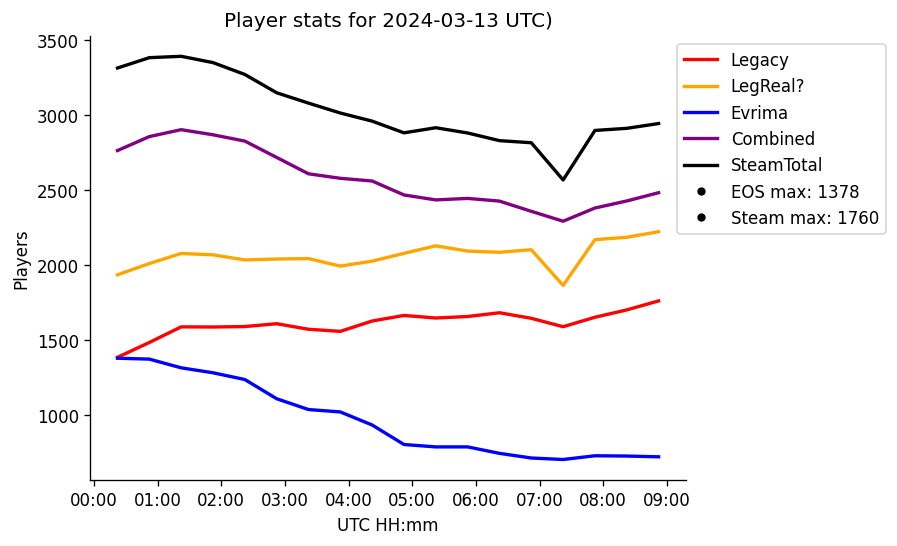 Player stats for 2024-03-13 UTC)
3500
3000
2500
2000
1500
1000
Players
00:00 01:00 02:00 03:00 04:00 05:00 06:00 07:00 08:00 09:00
UTC HH:mm
Legacy
LegReal?
Evrima
Combined
SteamTotal
EOS max: 1378
Steam max: 1760